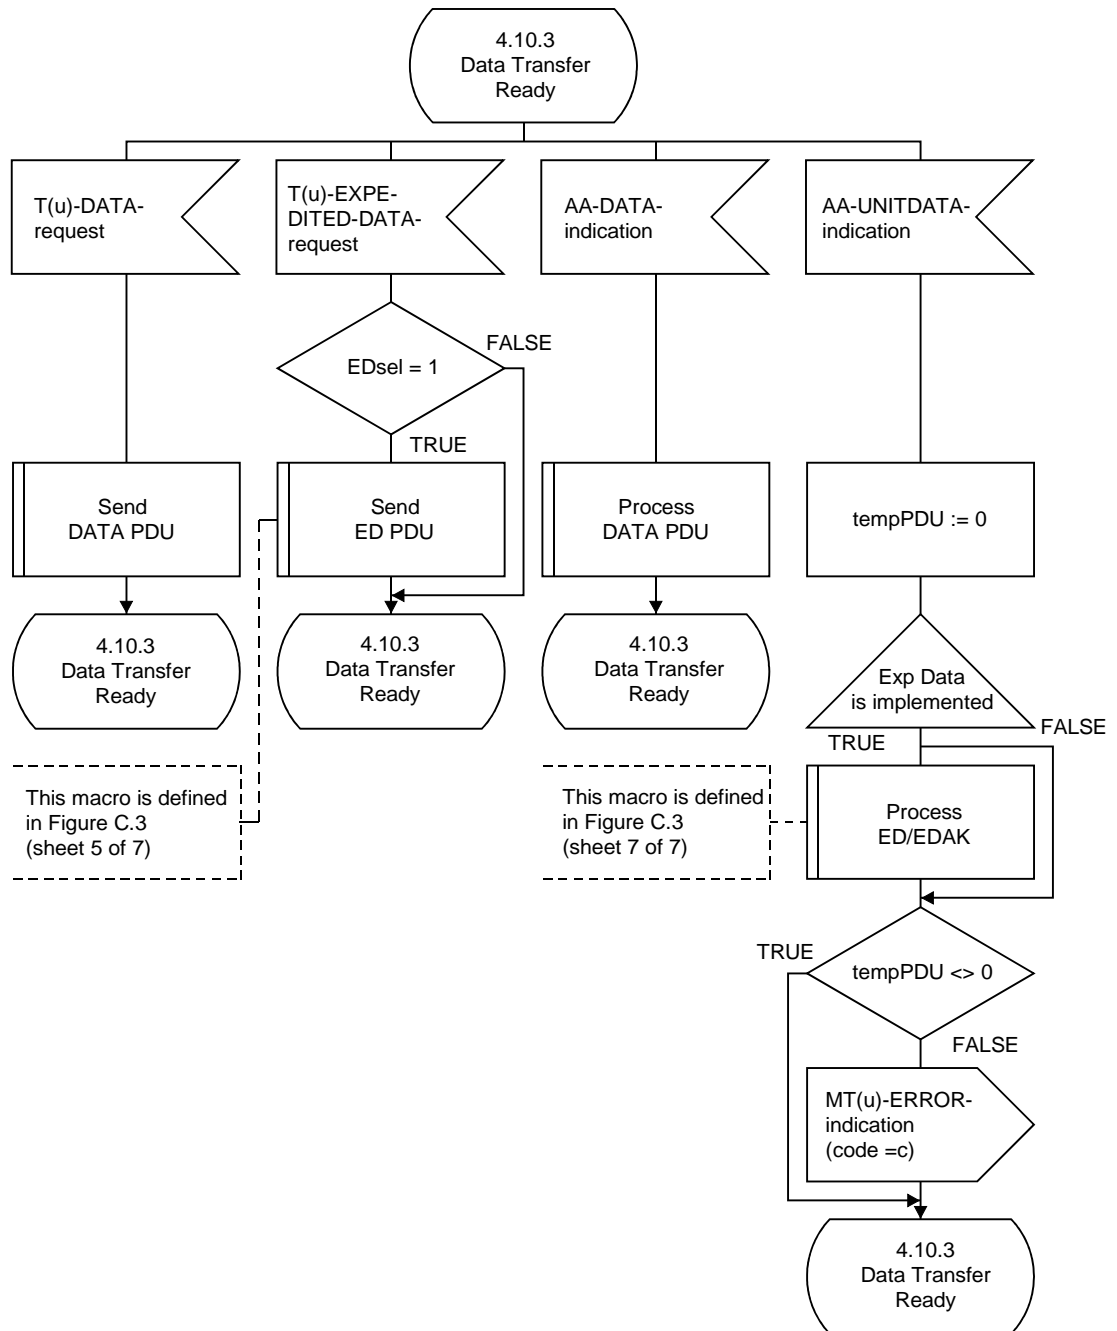 4.10.3
Data Transfer
Ready
T(u)-DATA-
request
T(u)-EXPE-
DITED-DATA-
request
AA-DATA-
indication
AA-UNITDATA-
indication
EDsel = 1
FALSE
TRUE
Send
DATA PDU
Send
ED PDU
Process
DATA PDU
tempPDU := 0
4.10.3
Data Transfer
Ready
4.10.3
Data Transfer
Ready
4.10.3
Data Transfer
Ready
Exp Data
is implemented
TRUE
FALSE
This macro is defined
in Figure C.3
(sheet 5 of 7)
This macro is defined
in Figure C.3
(sheet 7 of 7)
Process
ED/EDAK
TRUE
tempPDU <> 0
FALSE
MT(u)-ERROR-
indication
(code =c)
4.10.3
Data Transfer
Ready